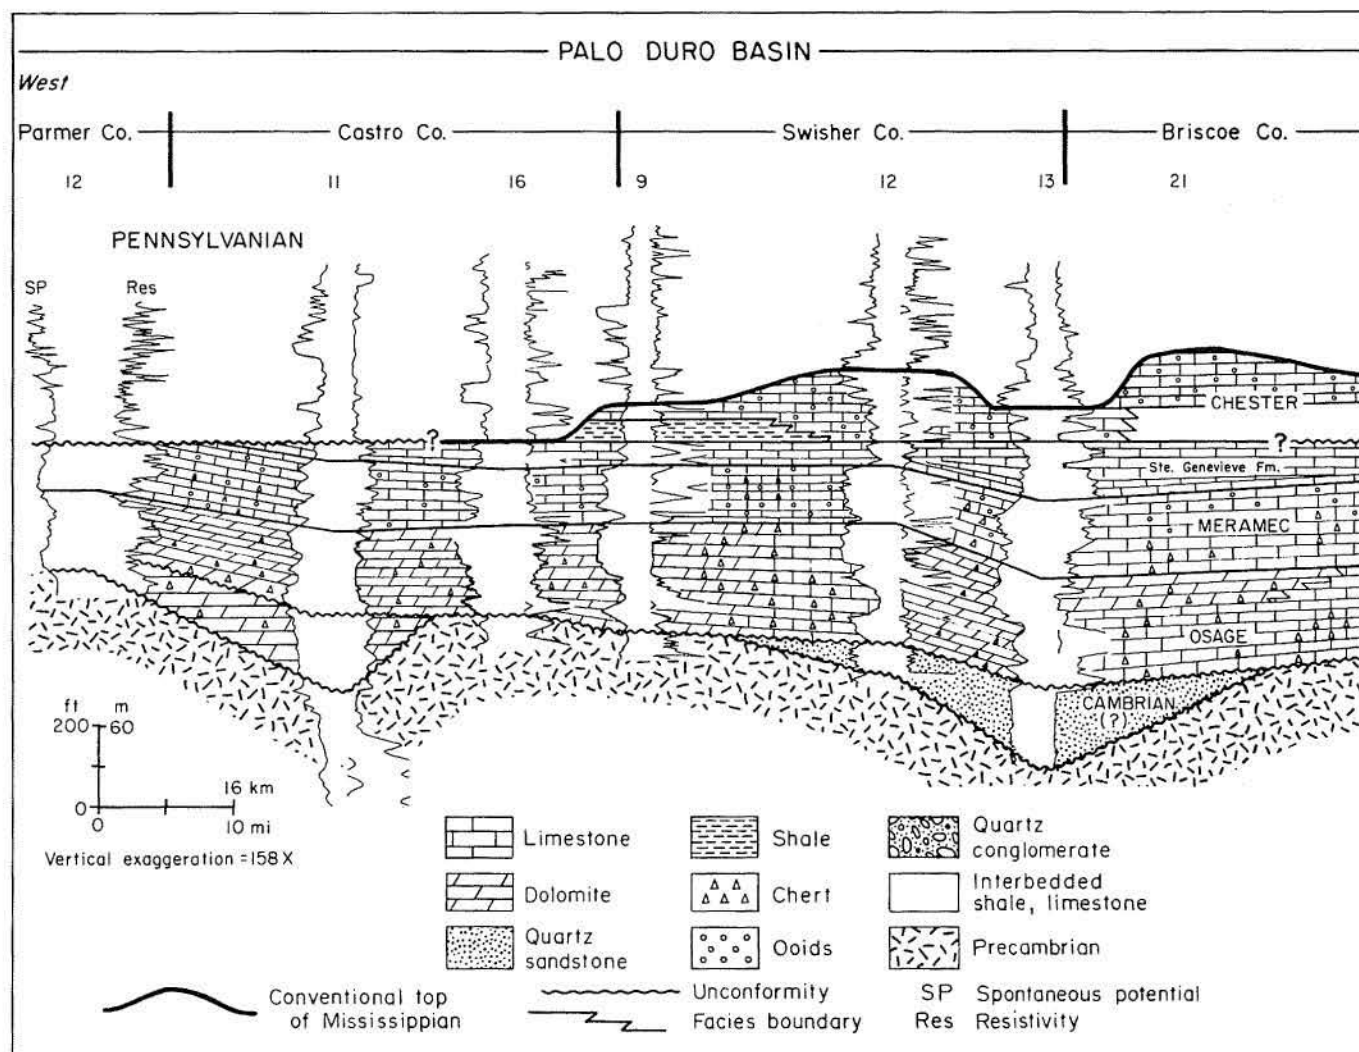 PALO DURO BASIN
West
Parmer Co.
Castro Co.
Swisher Co.
Briscoe Co.
12
11
16
9
12
13
21
PENNSYLVANIAN
SP
Res
?
CHESTER
?
Ste. Genevieve Fm.
MERAMEC
OSAGE
CAMBRIAN
(?)
ft m
200 60
0
16 km
0
10 mi
Vertical exaggeration = 158 X
Limestone
Shale
Quartz
conglomerate
Dolomite
Chert
Interbedded
shale, limestone
Quartz
sandstone
Ooids
Precambrian
Conventional top
of Mississippian
Unconformity
SP Spontaneous potential
Facies boundary
Res Resistivity